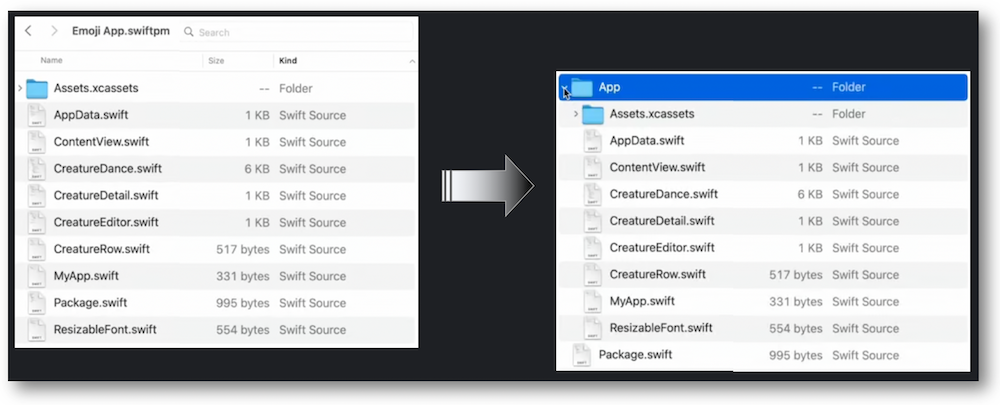 Emoji App.swiftpm Search
Name Size Kind
Assets.xcassets -- Folder
AppData.swift 1 KB Swift Source
ContentView.swift 1 KB Swift Source
CreatureDance.swift 6 KB Swift Source
CreatureDetail.swift 1 KB Swift Source
CreatureEditor.swift 1 KB Swift Source
CreatureRow.swift 517 bytes Swift Source
MyApp.swift 331 bytes Swift Source
Package.swift 995 bytes Swift Source
ResizableFont.swift 554 bytes Swift Source
App -- Folder
Assets.xcassets -- Folder
AppData.swift 1 KB Swift Source
ContentView.swift 1 KB Swift Source
CreatureDance.swift 6 KB Swift Source
CreatureDetail.swift 1 KB Swift Source
CreatureEditor.swift 1 KB Swift Source
CreatureRow.swift 517 bytes Swift Source
MyApp.swift 331 bytes Swift Source
ResizableFont.swift 554 bytes Swift Source
Package.swift 995 bytes Swift Source